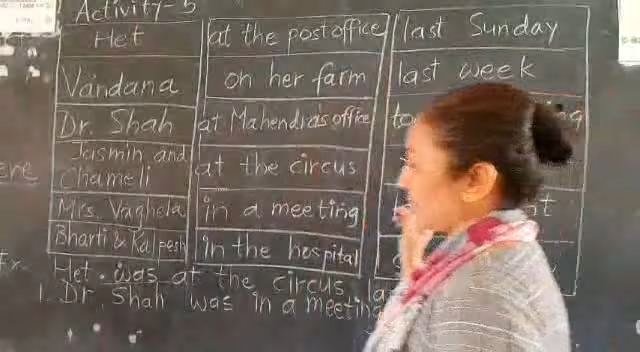 Activity-5
Het at the post office last Sunday
Vandana on her farm last week
Dr. Shah at Mahendra's office
Jasmin and Chameli at the circus
Mrs. Vaghela in a meeting
Bharti & Kalpesh in the hospital
Ex. Het was at the circus
1. Dr. Shah was in a meeting